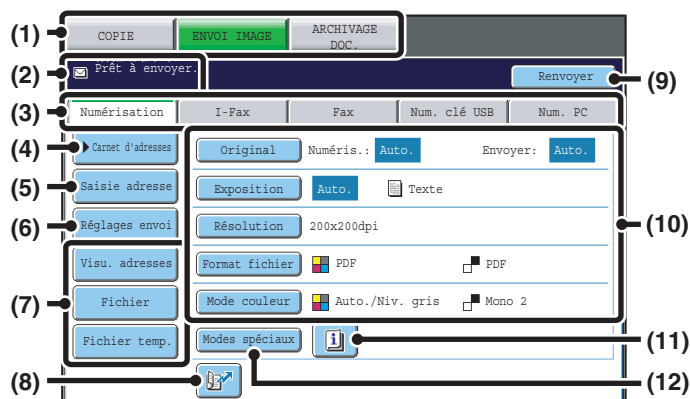 (1) COPIE ENVOI IMAGE ARCHIVAGE DOC.
(2) Prêt à envoyer. Renvoyer (9)
(3) Numérisation I-Fax Fax Num. clé USB Num. PC
(4) Carnet d'adresses Original Numéris.: Auto. Envoyer: Auto.
(5) Saisie adresse Exposition Auto. Texte
(6) Réglages envoi Résolution 200x200dpi (10)
Visu. adresses Format fichier PDF PDF
(7) Fichier Mode couleur Auto./Niv. gris Mono 2
Fichier temp. Modes spéciaux (11)
(8) (12)